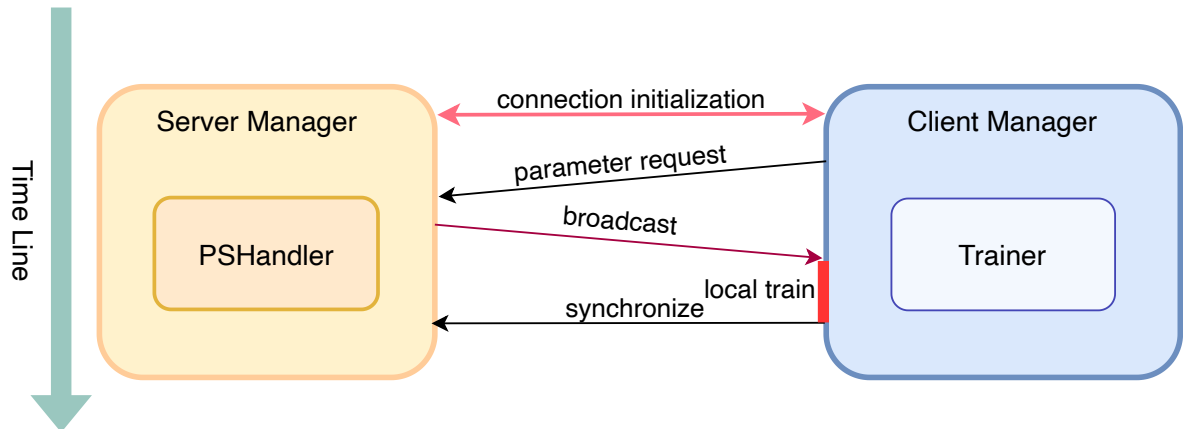 connection initialization
Server Manager
Client Manager
parameter request
Time Line
broadcast
PSHandler
Trainer
local train
synchronize